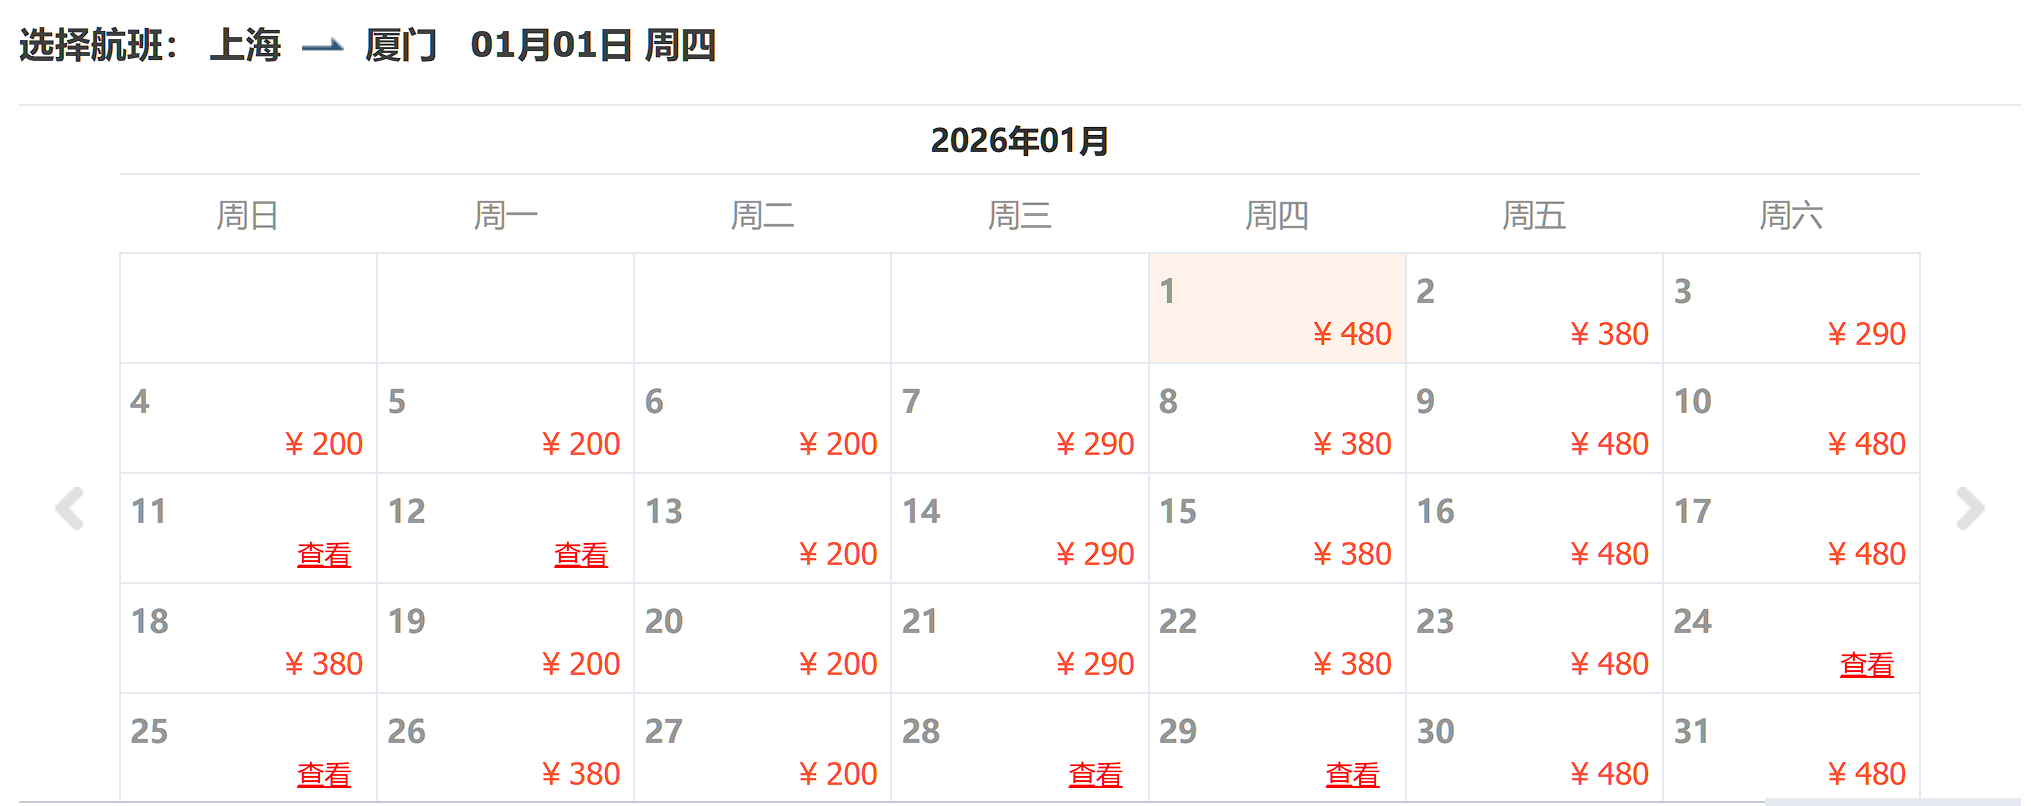 选择航班： 上海 厦门 01月01日 周四
2026年01月
周日 周一 周二 周三 周四 周五 周六
1 2 3
¥ 480 ¥ 380 ¥ 290
4 5 6 7 8 9 10
¥ 200 ¥ 200 ¥ 200 ¥ 290 ¥ 380 ¥ 480 ¥ 480
11 12 13 14 15 16 17
查看 查看 ¥ 200 ¥ 290 ¥ 380 ¥ 480 ¥ 480
18 19 20 21 22 23 24
¥ 380 ¥ 200 ¥ 200 ¥ 290 ¥ 380 ¥ 480 查看
25 26 27 28 29 30 31
查看 ¥ 380 ¥ 200 查看 查看 ¥ 480 ¥ 480